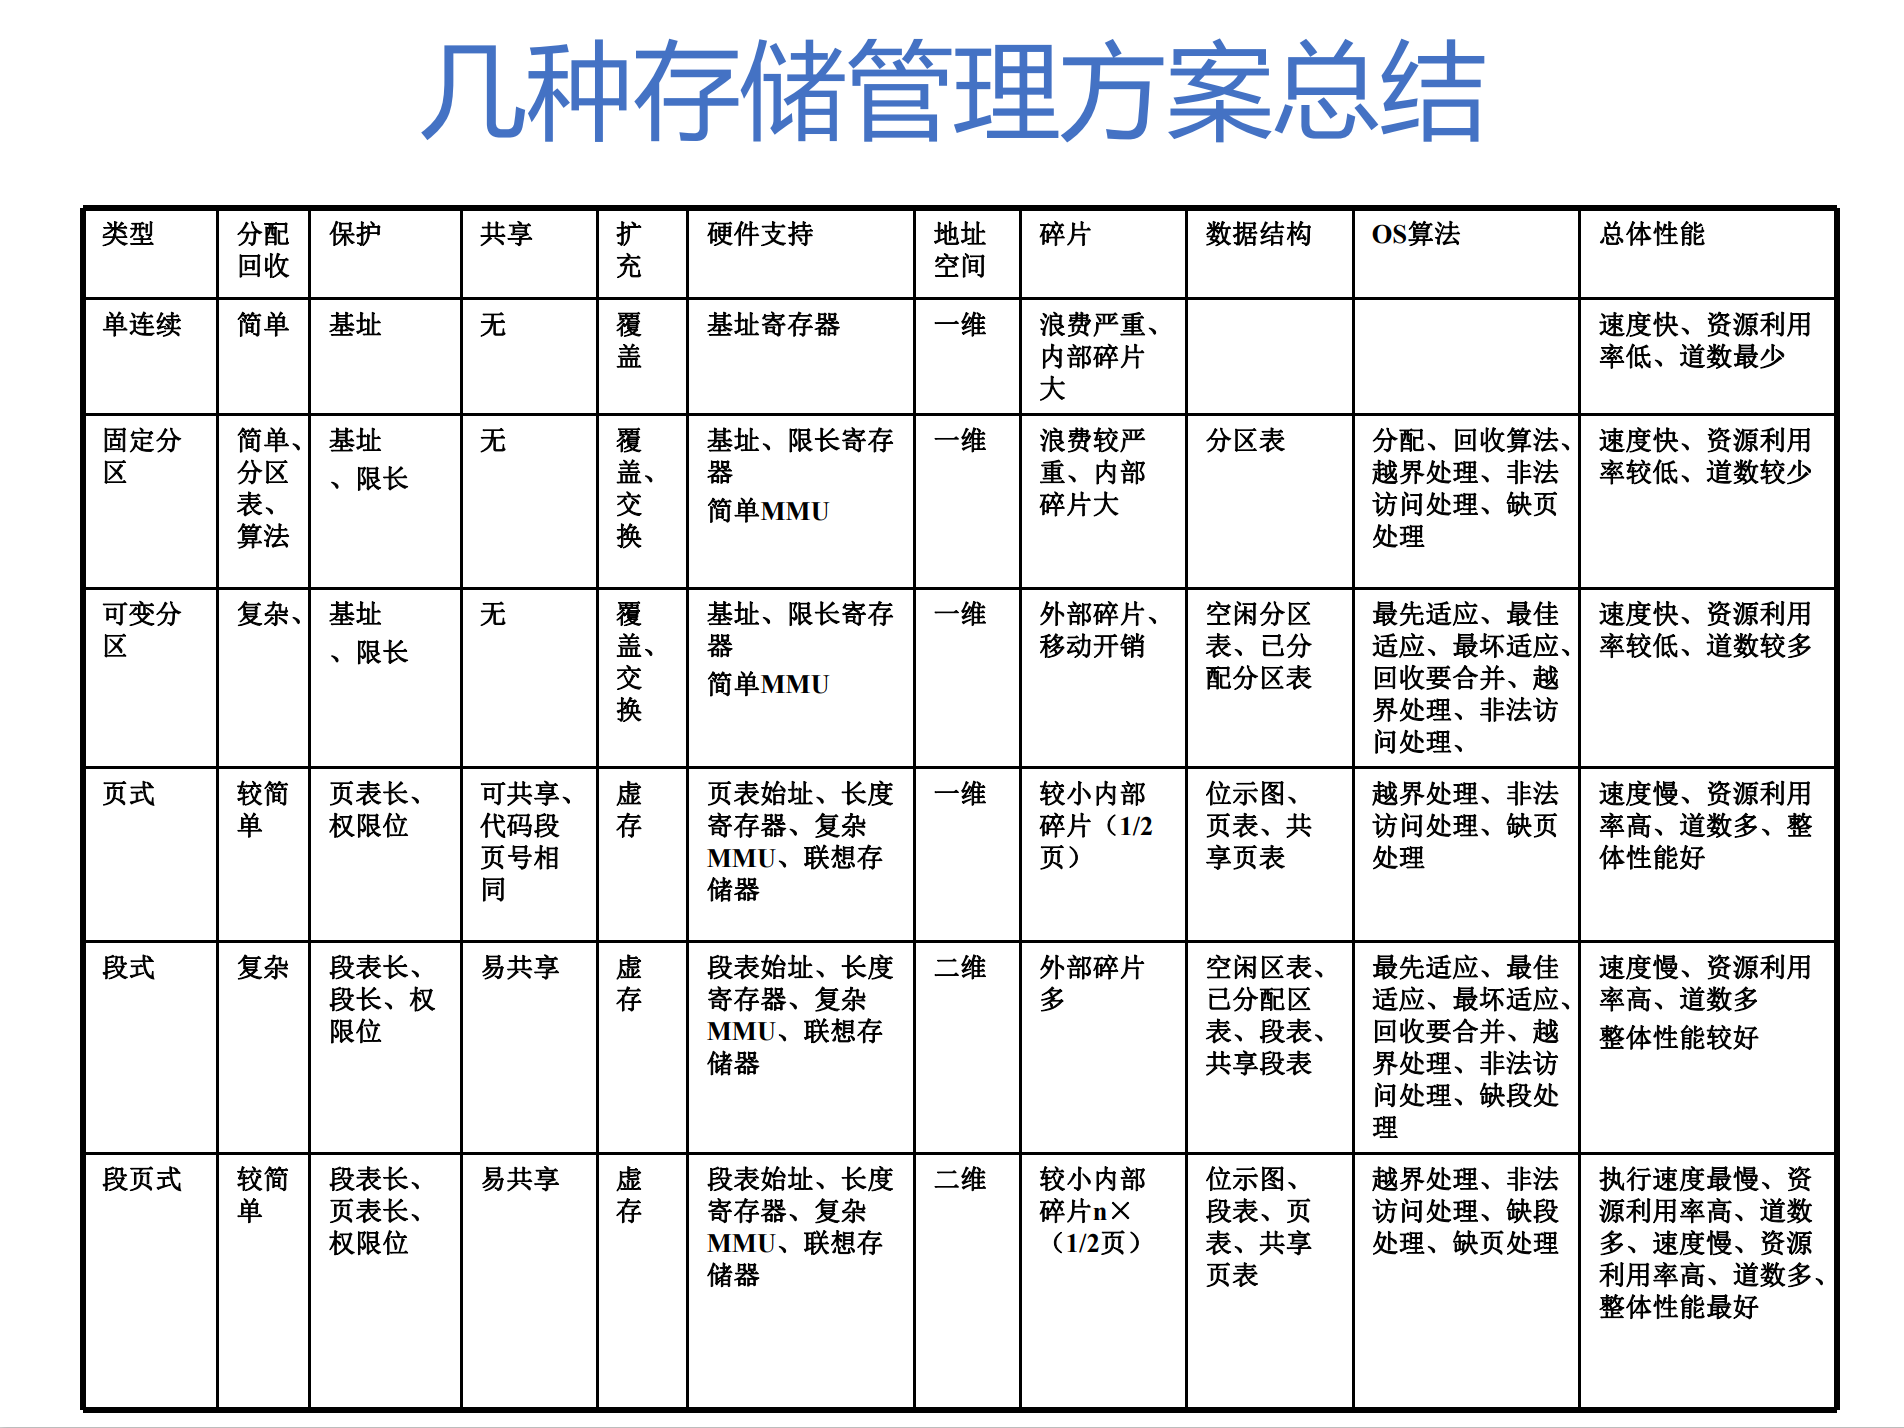 几种存储管理方案总结
类型
分配
回收
保护
共享
扩
充
硬件支持
地址
空间
碎片
数据结构
OS算法
总体性能
单连续
简单
基址
无
覆
盖
基址寄存器
一维
浪费严重、
内部碎片
大
速度快、资源利用
率低、道数最少
固定分
区
简单、
分区
表、
算法
基址
、限长
无
覆
盖、
交
换
基址、限长寄存
器
简单MMU
一维
浪费较严
重、内部
碎片大
分区表
分配、回收算法、
越界处理、非法
访问处理、缺页
处理
速度快、资源利用
率较低、道数较少
可变分
区
复杂、
基址
、限长
无
覆
盖、
交
换
基址、限长寄存
器
简单MMU
一维
外部碎片、
移动开销
空闲分区
表、已分
配分区表
最先适应、最佳
适应、最坏适应、
回收要合并、越
界处理、非法访
问处理、
速度快、资源利用
率较低、道数较多
页式
较简
单
页表长、
权限位
可共享、
代码段
页号相
同
虚
存
页表始址、长度
寄存器、复杂
MMU、联想存
储器
一维
较小内部
碎片（1/2
页）
位示图、
页表、共
享页表
越界处理、非法
访问处理、缺页
处理
速度慢、资源利用
率高、道数多、整
体性能好
段式
复杂
段表长、
段长、权
限位
易共享
虚
存
段表始址、长度
寄存器、复杂
MMU、联想存
储器
二维
外部碎片
多
空闲区表、
已分配区
表、段表、
共享段表
最先适应、最佳
适应、最坏适应、
回收要合并、越
界处理、非法访
问处理、缺段处
理
速度慢、资源利用
率高、道数多
整体性能较好
段页式
较简
单
段表长、
页表长、
权限位
易共享
虚
存
段表始址、长度
寄存器、复杂
MMU、联想存
储器
二维
较小内部
碎片n×
（1/2页）
位示图、
段表、页
表、共享
页表
越界处理、非法
访问处理、缺段
处理、缺页处理
执行速度最慢、资
源利用率高、道数
多、速度慢、资源
利用率高、道数多、
整体性能最好